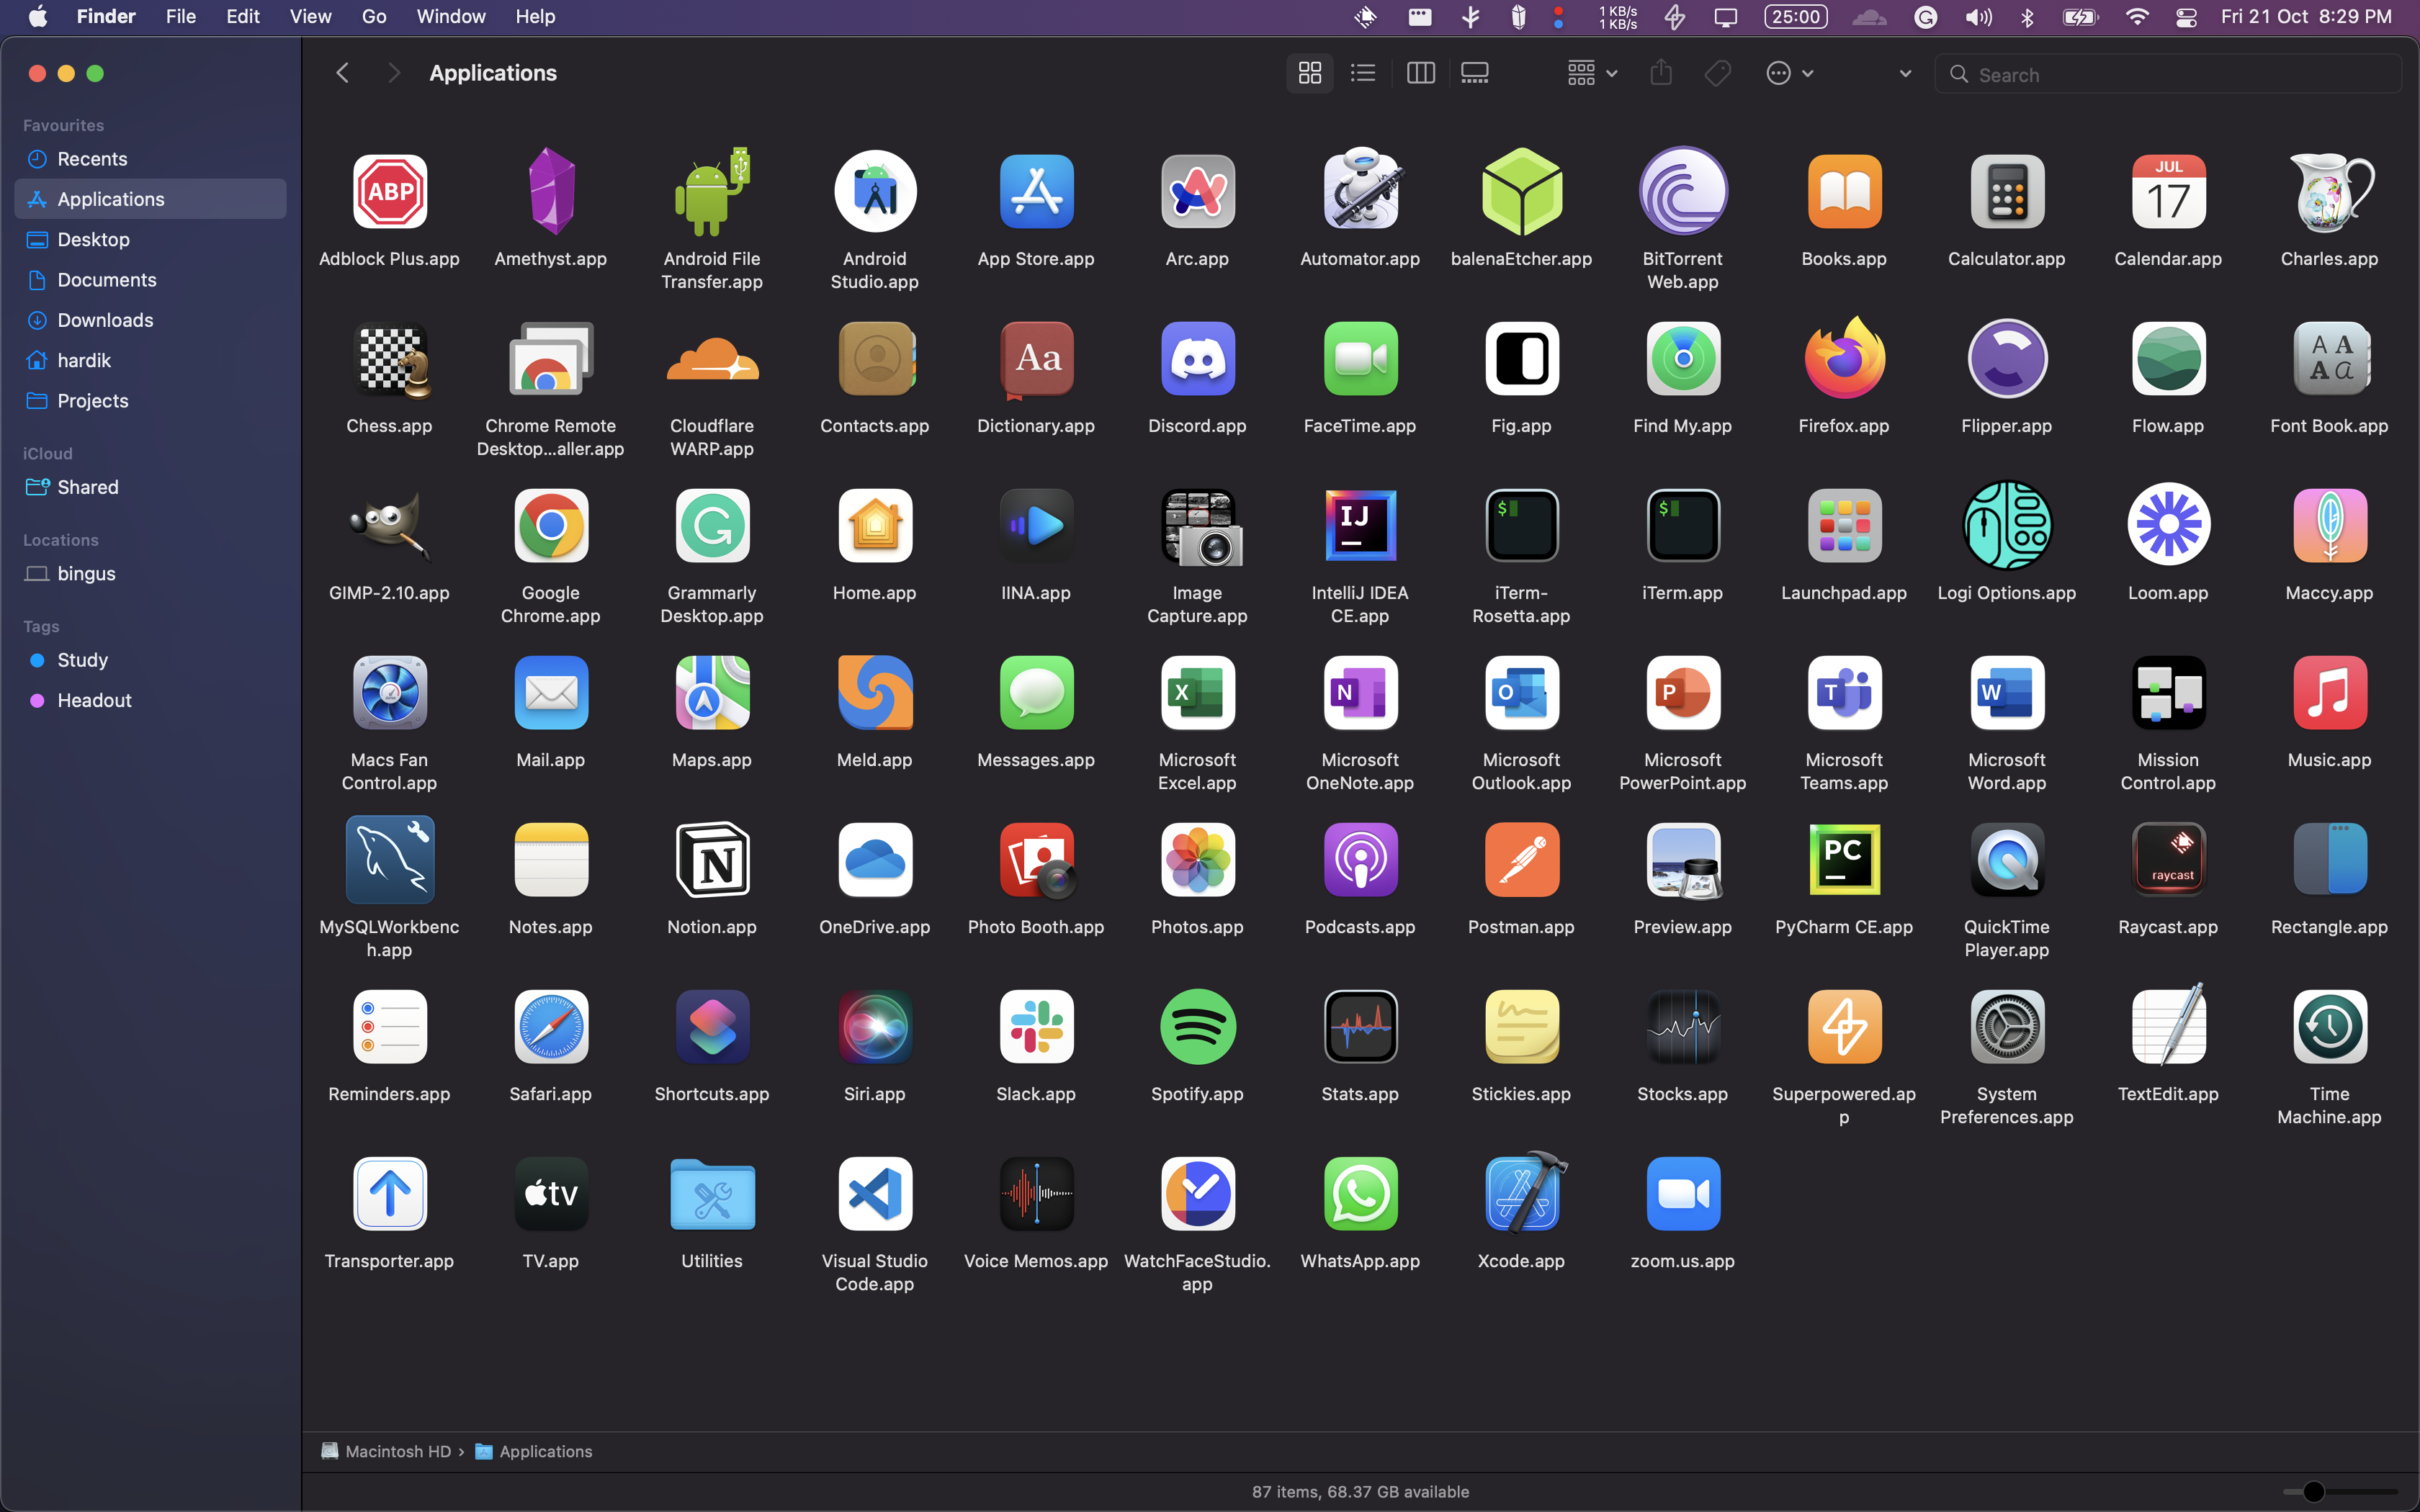 Finder File Edit View Go Window Help
1 KB/s
1 KB/s
25:00
Fri 21 Oct 8:29 PM
Applications
Search
Favourites
Recents
Applications
Desktop
Documents
Downloads
hardik
Projects
iCloud
Shared
Locations
bingus
Tags
Study
Headout
ABP
JUL
17
Adblock Plus.app
Amethyst.app
Android File
Transfer.app
Android
Studio.app
App Store.app
Arc.app
Automator.app
balenaEtcher.app
BitTorrent
Web.app
Books.app
Calculator.app
Calendar.app
Charles.app
Aa
A A
A a
Chess.app
Chrome Remote
Desktop...aller.app
Cloudflare
WARP.app
Contacts.app
Dictionary.app
Discord.app
FaceTime.app
Fig.app
Find My.app
Firefox.app
Flipper.app
Flow.app
Font Book.app
G
IJ
$
$
GIMP-2.10.app
Google
Chrome.app
Grammarly
Desktop.app
Home.app
IINA.app
Image
Capture.app
IntelliJ IDEA
CE.app
iTerm-
Rosetta.app
iTerm.app
Launchpad.app
Logi Options.app
Loom.app
Maccy.app
X
N
O
P
T
W
Macs Fan
Control.app
Mail.app
Maps.app
Meld.app
Messages.app
Microsoft
Excel.app
Microsoft
OneNote.app
Microsoft
Outlook.app
Microsoft
PowerPoint.app
Microsoft
Teams.app
Microsoft
Word.app
Mission
Control.app
Music.app
N
PC
raycast
MySQLWorkbenc
h.app
Notes.app
Notion.app
OneDrive.app
Photo Booth.app
Photos.app
Podcasts.app
Postman.app
Preview.app
PyCharm CE.app
QuickTime
Player.app
Raycast.app
Rectangle.app
Reminders.app
Safari.app
Shortcuts.app
Siri.app
Slack.app
Spotify.app
Stats.app
Stickies.app
Stocks.app
Superpowered.ap
p
System
Preferences.app
TextEdit.app
Time
Machine.app
tv
Transporter.app
TV.app
Utilities
Visual Studio
Code.app
Voice Memos.app
WatchFaceStudio.
app
WhatsApp.app
Xcode.app
zoom.us.app
Macintosh HD › Applications
87 items, 68.37 GB available